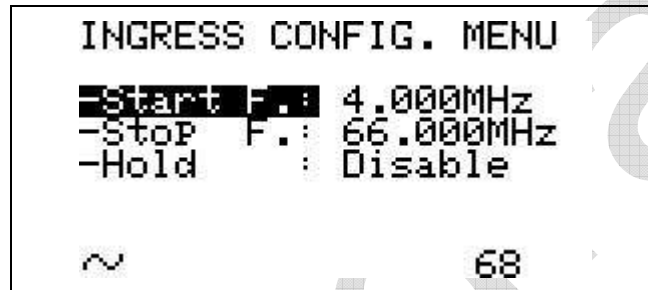 INGRESS CONFIG. MENU
-Start F.: 4.000MHz
-Stop F.: 66.000MHz
-Hold : Disable
~ 68